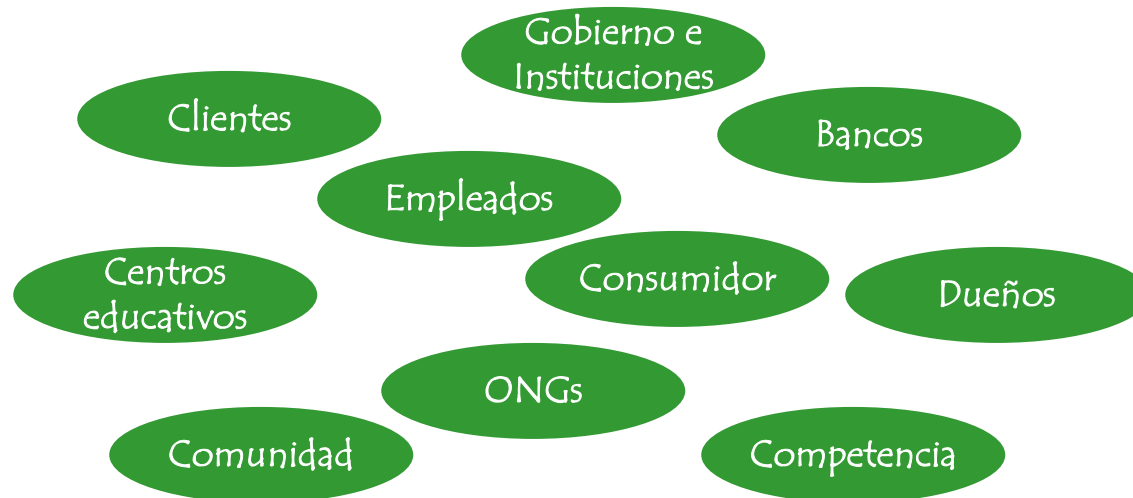 Gobierno e
Instituciones
Clientes
Bancos
Empleados
Centros
educativos
Consumidor
Dueños
ONGs
Comunidad
Competencia